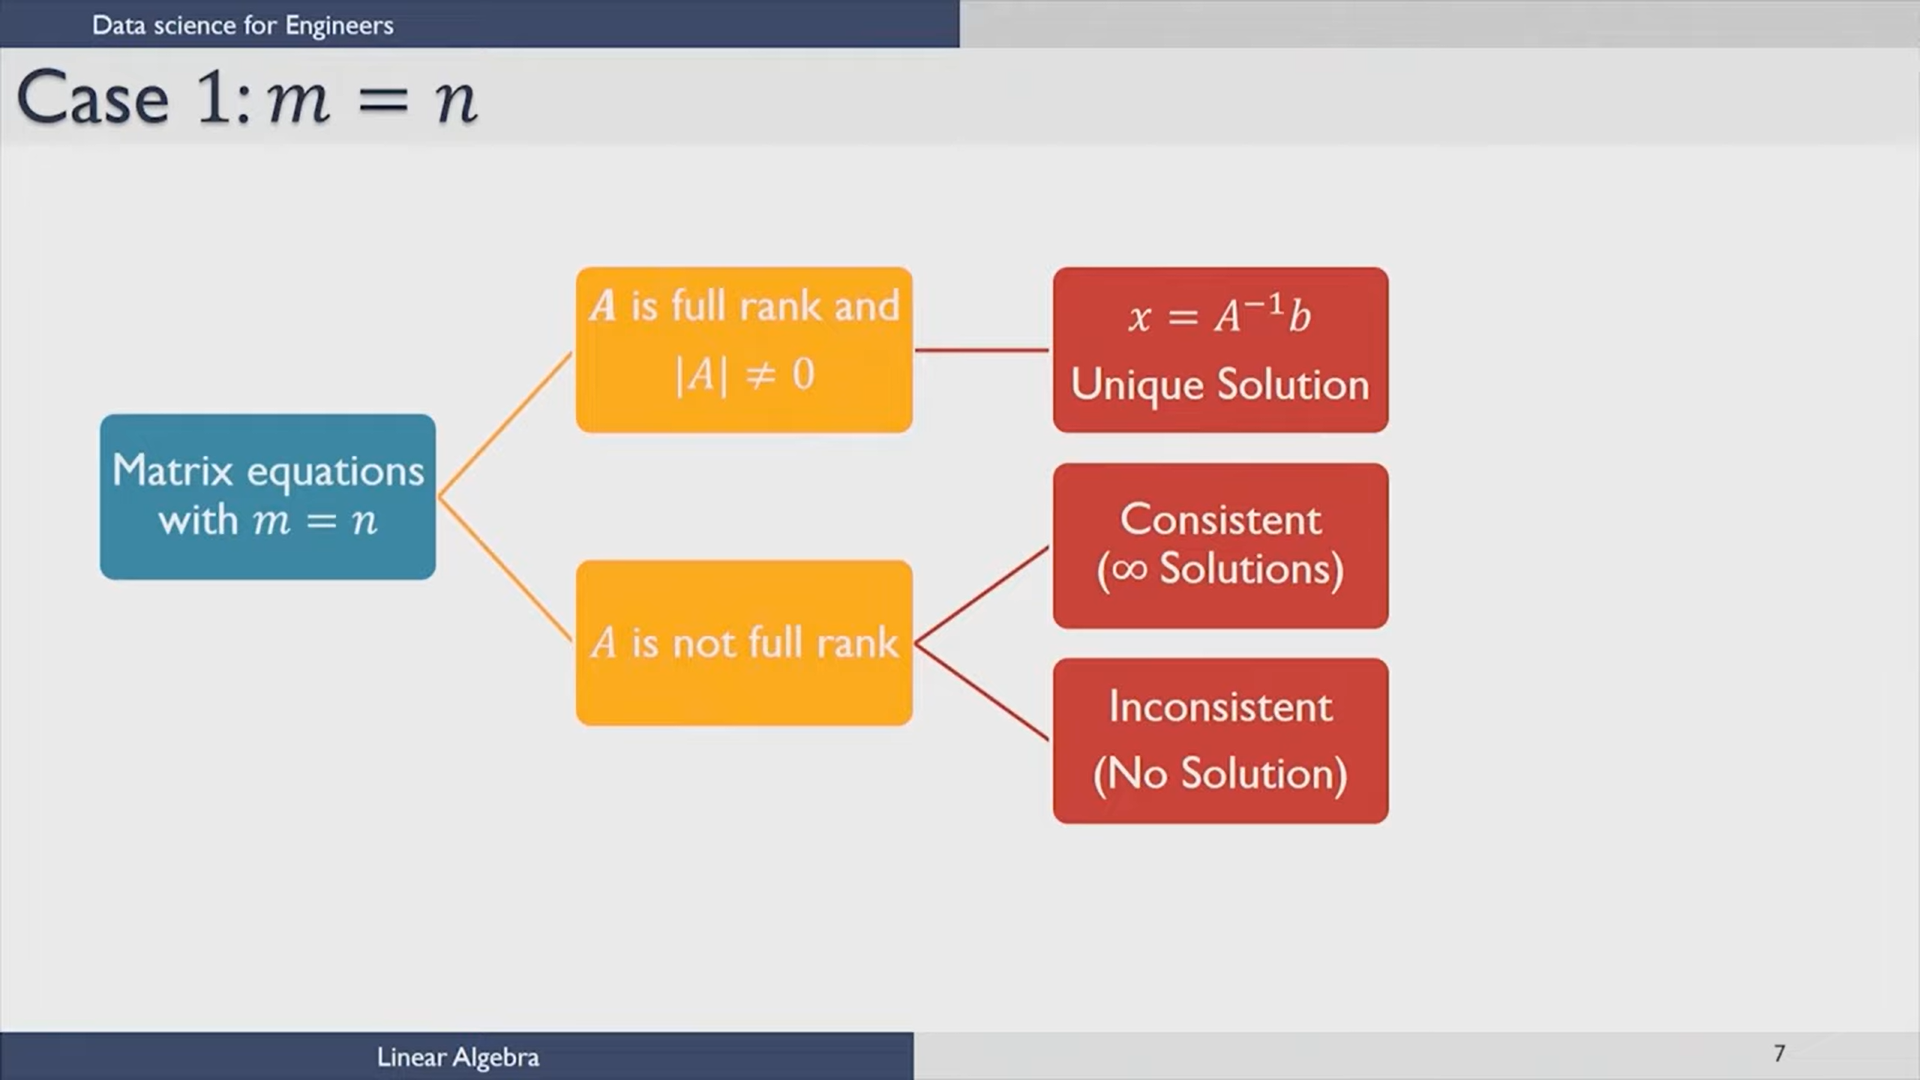 Data science for Engineers
Case 1: m = n
Matrix equations
with m = n
A is full rank and
|A| ≠ 0
A is not full rank
x = A⁻¹b
Unique Solution
Consistent
(∞ Solutions)
Inconsistent
(No Solution)
Linear Algebra
7